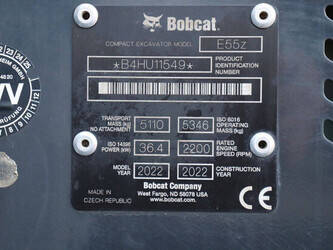 Bobcat
COMPACT EXCAVATOR MODEL E55z
*B4HU11549* PRODUCT IDENTIFICATION NUMBER
TRANSPORT MASS (kg) NO ATTACHMENT 5110 5346 ISO 6016 OPERATING MASS (kg)
ISO 14396 POWER (kW) 36.4 2200 RATED ENGINE SPEED (RPM)
MODEL YEAR 2022 2022 CONSTRUCTION YEAR
Bobcat Company
West Fargo, ND 58078 USA
www.bobcat.com
MADE IN
CZECH REPUBLIC